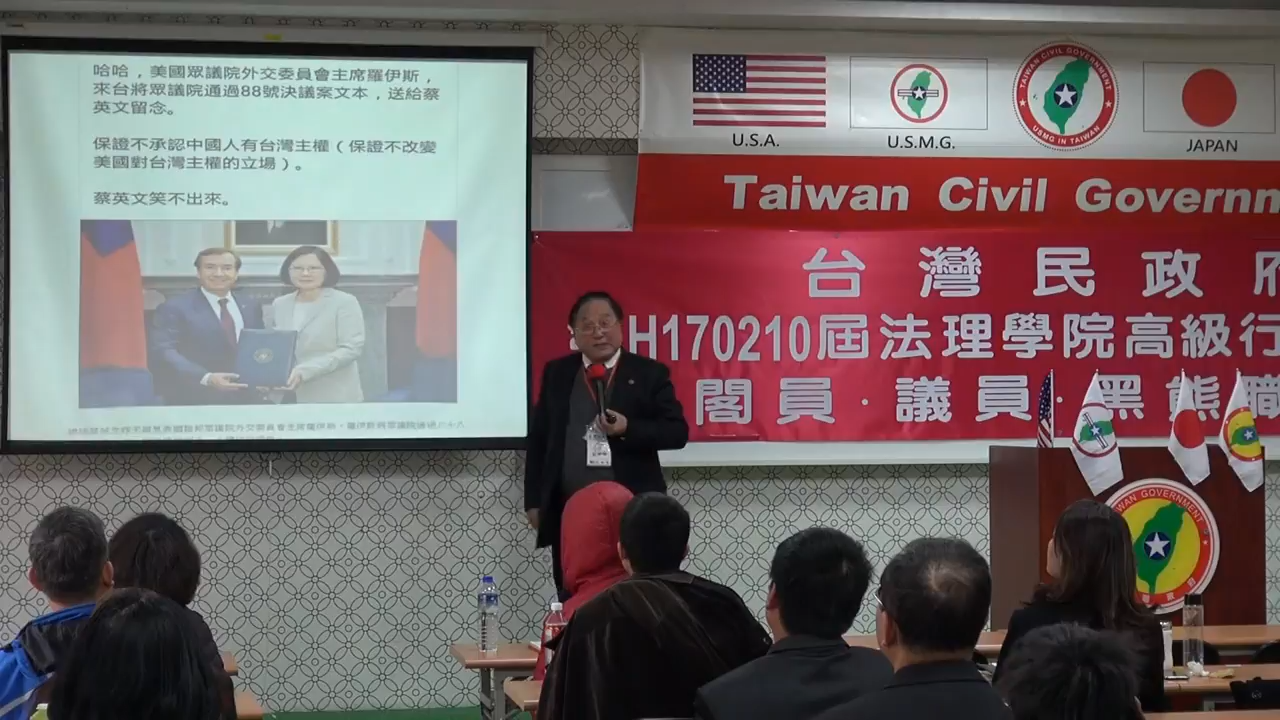 哈哈，美國眾議院外交委員會主席羅伊斯，
來台將眾議院通過88號決議案文本，送給蔡
英文留念。
保證不承認中國人有台灣主權（保證不改變
美國對台灣主權的立場）。
蔡英文笑不出來。
U.S.A.
U.S.M.G.
TAIWAN CIVIL GOVERNMENT
USMG IN TAIWAN
JAPAN
Taiwan Civil Governm
台灣民政府
H170210屆法理學院高級行
閣員·議員·黑熊職
WAN GOVERNMENT